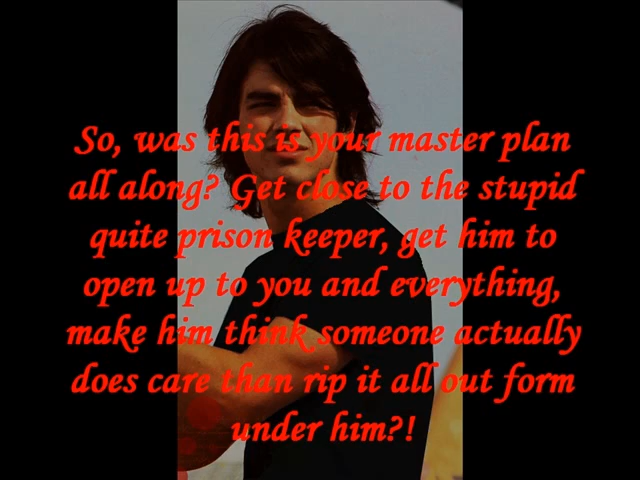 So, was this is your master plan
all along? Get close to the stupid
quite prison keeper, get him to
open up to you and everything,
make him think someone actually
does care than rip it all out form
under him?!